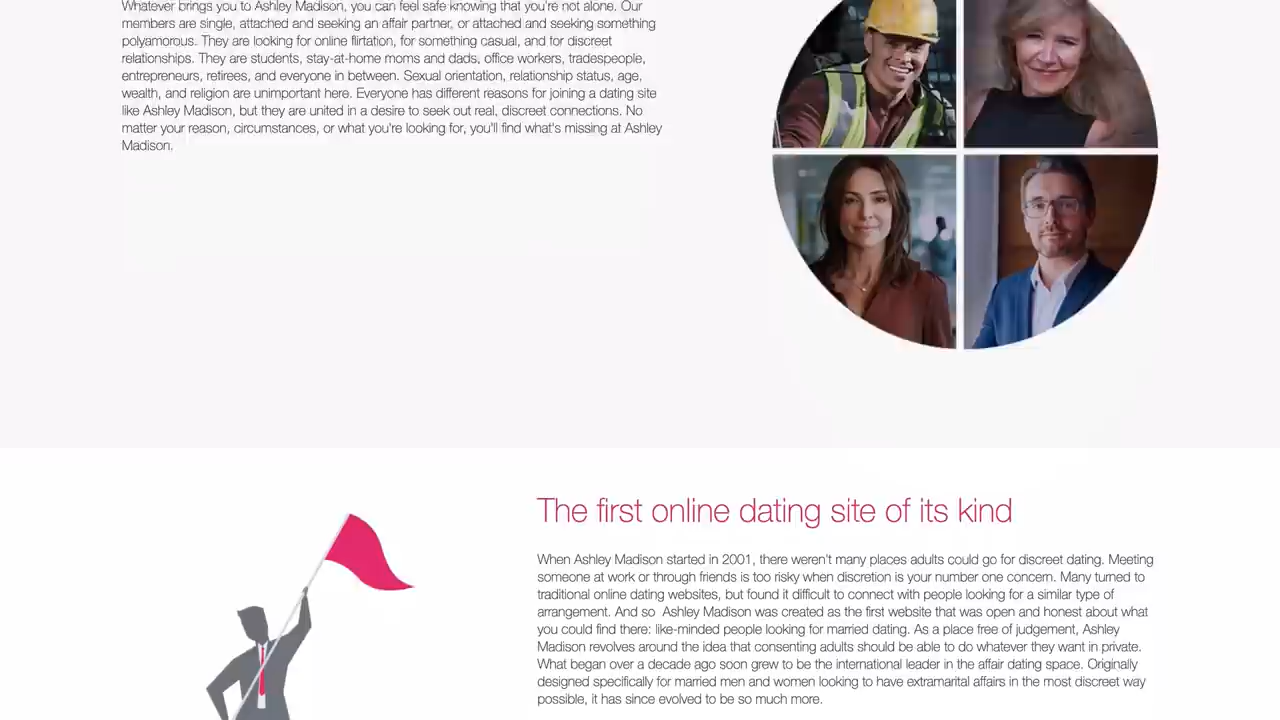 Whatever brings you to Ashley Madison, you can feel safe knowing that you're not alone. Our
members are single, attached and seeking an affair partner, or attached and seeking something
polyamorous. They are looking for online flirtation, for something casual, and for discreet
relationships. They are students, stay-at-home moms and dads, office workers, tradespeople,
entrepreneurs, retirees, and everyone in between. Sexual orientation, relationship status, age,
wealth, and religion are unimportant here. Everyone has different reasons for joining a dating site
like Ashley Madison, but they are united in a desire to seek out real, discreet connections. No
matter your reason, circumstances, or what you're looking for, you'll find what's missing at Ashley
Madison.
The first online dating site of its kind
When Ashley Madison started in 2001, there weren't many places adults could go for discreet dating. Meeting
someone at work or through friends is too risky when discretion is your number one concern. Many turned to
traditional online dating websites, but found it difficult to connect with people looking for a similar type of
arrangement. And so Ashley Madison was created as the first website that was open and honest about what
you could find there: like-minded people looking for married dating. As a place free of judgement, Ashley
Madison revolves around the idea that consenting adults should be able to do whatever they want in private.
What began over a decade ago soon grew to be the international leader in the affair dating space. Originally
designed specifically for married men and women looking to have extramarital affairs in the most discreet way
possible, it has since evolved to be so much more.